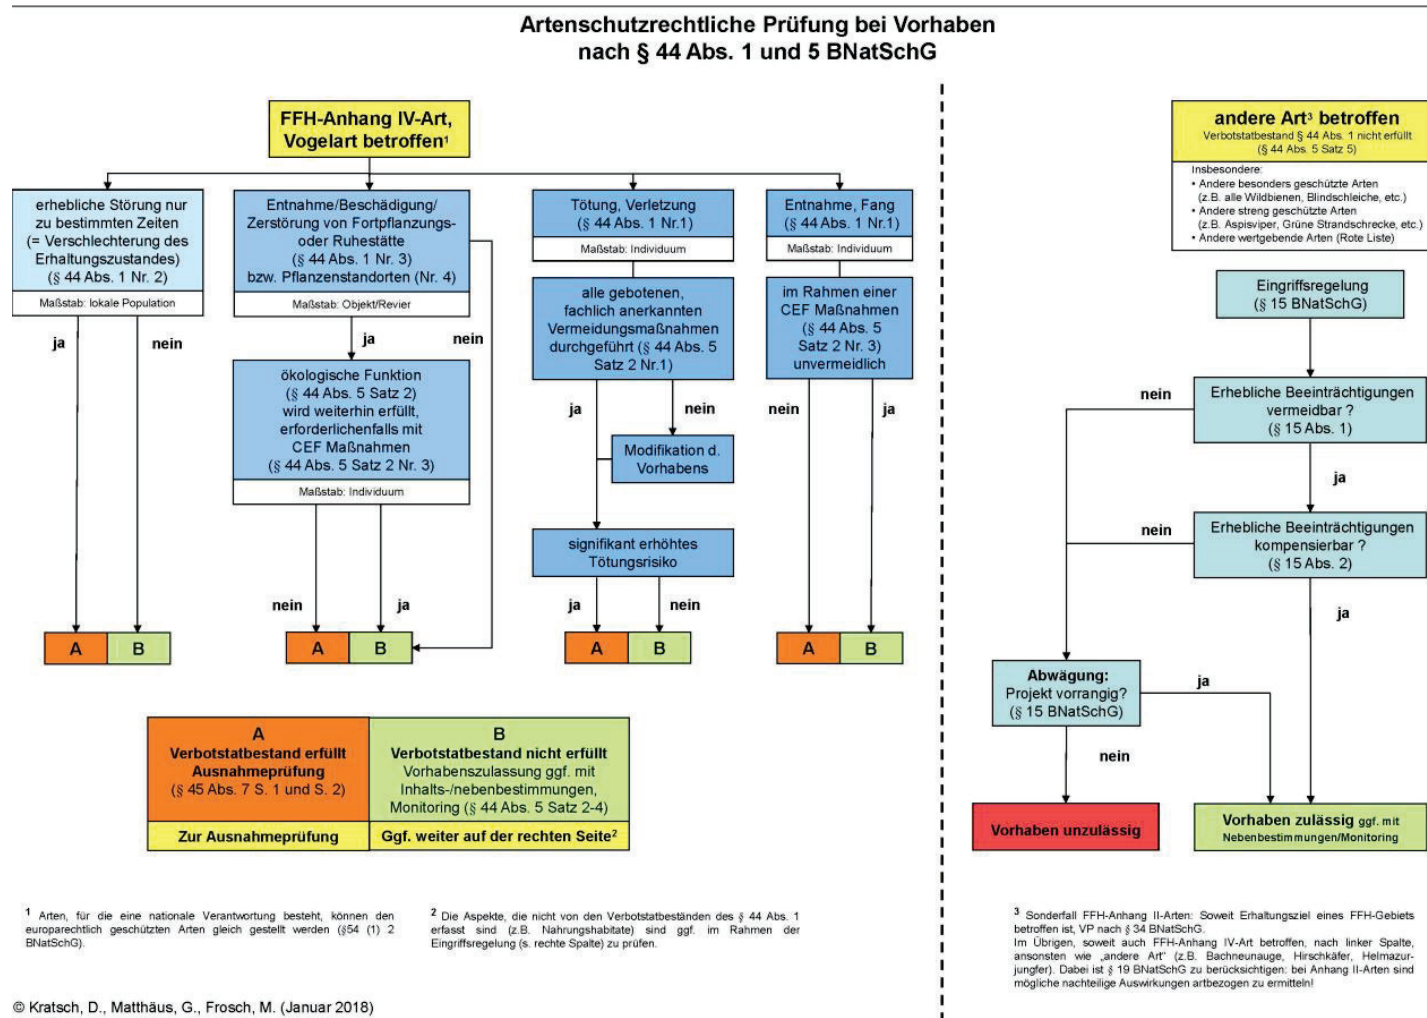 Artenschutzrechtliche Prüfung bei Vorhaben
nach § 44 Abs. 1 und 5 BNatSchG
FFH-Anhang IV-Art,
Vogelart betroffen¹
erhebliche Störung nur
zu bestimmten Zeiten
(= Verschlechterung des
Erhaltungszustandes)
(§ 44 Abs. 1 Nr. 2)
Maßstab: lokale Population
ja
nein
Entnahme/Beschädigung/
Zerstörung von Fortpflanzungs-
oder Ruhestätte
(§ 44 Abs. 1 Nr. 3)
bzw. Pflanzenstandorten (Nr. 4)
Maßstab: Objekt/Revier
ja
nein
ökologische Funktion
(§ 44 Abs. 5 Satz 2)
wird weiterhin erfüllt,
erforderlichenfalls mit
CEF Maßnahmen
(§ 44 Abs. 5 Satz 2 Nr. 3)
Maßstab: Individuum
nein
ja
Tötung, Verletzung
(§ 44 Abs. 1 Nr.1)
Maßstab: Individuum
alle gebotenen,
fachlich anerkannten
Vermeidungsmaßnahmen
durchgeführt (§ 44 Abs. 5
Satz 2 Nr.1)
ja
nein
Modifikation d.
Vorhabens
signifikant erhöhtes
Tötungsrisiko
ja
nein
Entnahme, Fang
(§ 44 Abs. 1 Nr.1)
Maßstab: Individuum
im Rahmen einer
CEF Maßnahmen
(§ 44 Abs. 5
Satz 2 Nr. 3)
unvermeidlich
nein
ja
A B
A B
A B
A B
A
Verbotstatbestand erfüllt
Ausnahmeprüfung
(§ 45 Abs. 7 S. 1 und S. 2)
Zur Ausnahmeprüfung
B
Verbotstatbestand nicht erfüllt
Vorhabenszulassung ggf. mit
Inhalts-/nebenbestimmungen,
Monitoring (§ 44 Abs. 5 Satz 2-4)
Ggf. weiter auf der rechten Seite²
andere Art³ betroffen
Verbotstatbestand § 44 Abs. 1 nicht erfüllt
(§ 44 Abs. 5 Satz 5)
Insbesondere:
• Andere besonders geschützte Arten
(z.B. alle Wildbienen, Blindschleiche, etc.)
• Andere streng geschützte Arten
(z.B. Aspisviper, Grüne Strandschrecke, etc.)
• Andere wertgebende Arten (Rote Liste)
Eingriffsregelung
(§ 15 BNatSchG)
Erhebliche Beeinträchtigungen
vermeidbar ?
(§ 15 Abs. 1)
nein
ja
Erhebliche Beeinträchtigungen
kompensierbar ?
(§ 15 Abs. 2)
nein
ja
Abwägung:
Projekt vorrangig?
(§ 15 BNatSchG)
ja
nein
Vorhaben unzulässig
Vorhaben zulässig ggf. mit
Nebenbestimmungen/Monitoring
¹ Arten, für die eine nationale Verantwortung besteht, können den
europarechtlich geschützten Arten gleich gestellt werden (§54 (1) 2
BNatSchG).
² Die Aspekte, die nicht von den Verbotstatbeständen des § 44 Abs. 1
erfasst sind (z.B. Nahrungshabitate) sind ggf. im Rahmen der
Eingriffsregelung (s. rechte Spalte) zu prüfen.
³ Sonderfall FFH-Anhang II-Arten: Soweit Erhaltungsziel eines FFH-Gebiets
betroffen ist, VP nach § 34 BNatSchG.
Im Übrigen, soweit auch FFH-Anhang IV-Art betroffen, nach linker Spalte,
ansonsten wie „andere Art“ (z.B. Bachneunauge, Hirschkäfer, Helmazur-
jungfer). Dabei ist § 19 BNatSchG zu berücksichtigen: bei Anhang II-Arten sind
mögliche nachteilige Auswirkungen artbezogen zu ermitteln!
© Kratsch, D., Matthäus, G., Frosch, M. (Januar 2018)